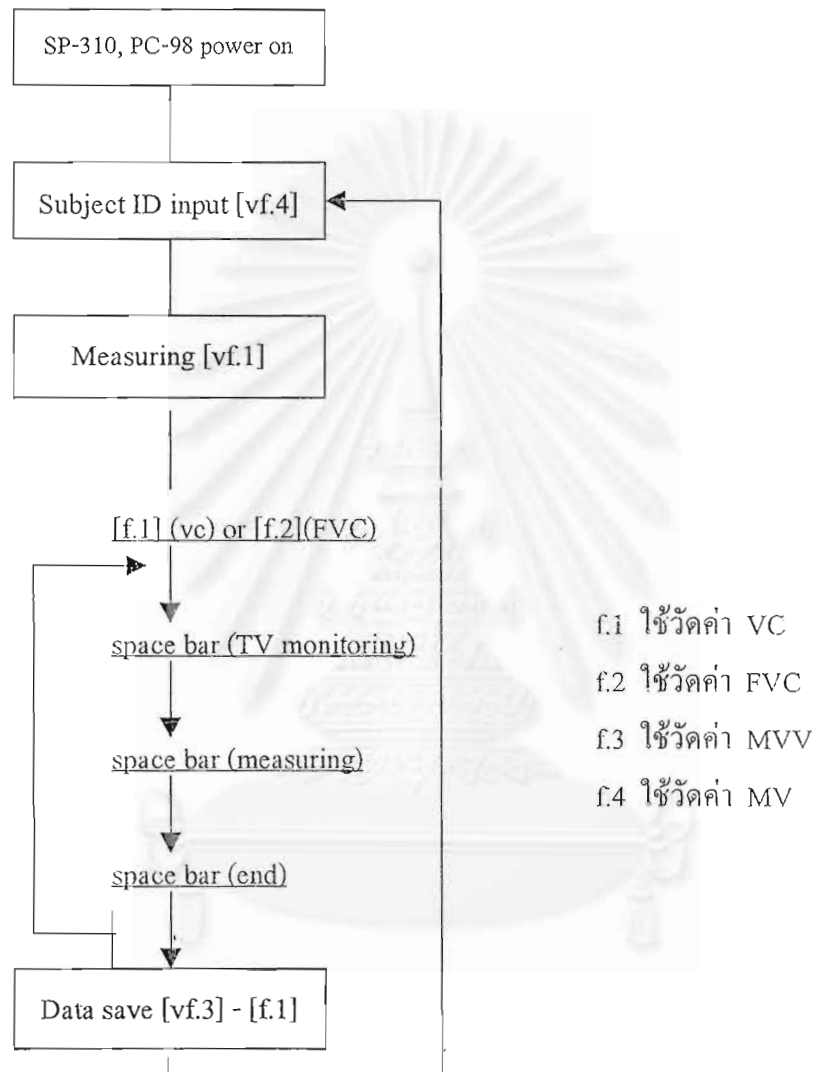 SP-310, PC-98 power on
Subject ID input [vf.4]
Measuring [vf.1]
[f.1] (vc) or [f.2](FVC)
space bar (TV monitoring)
space bar (measuring)
space bar (end)
Data save [vf.3] - [f.1]
f.1 ใช้วัดค่า VC
f.2 ใช้วัดค่า FVC
f.3 ใช้วัดค่า MVV
f.4 ใช้วัดค่า MV